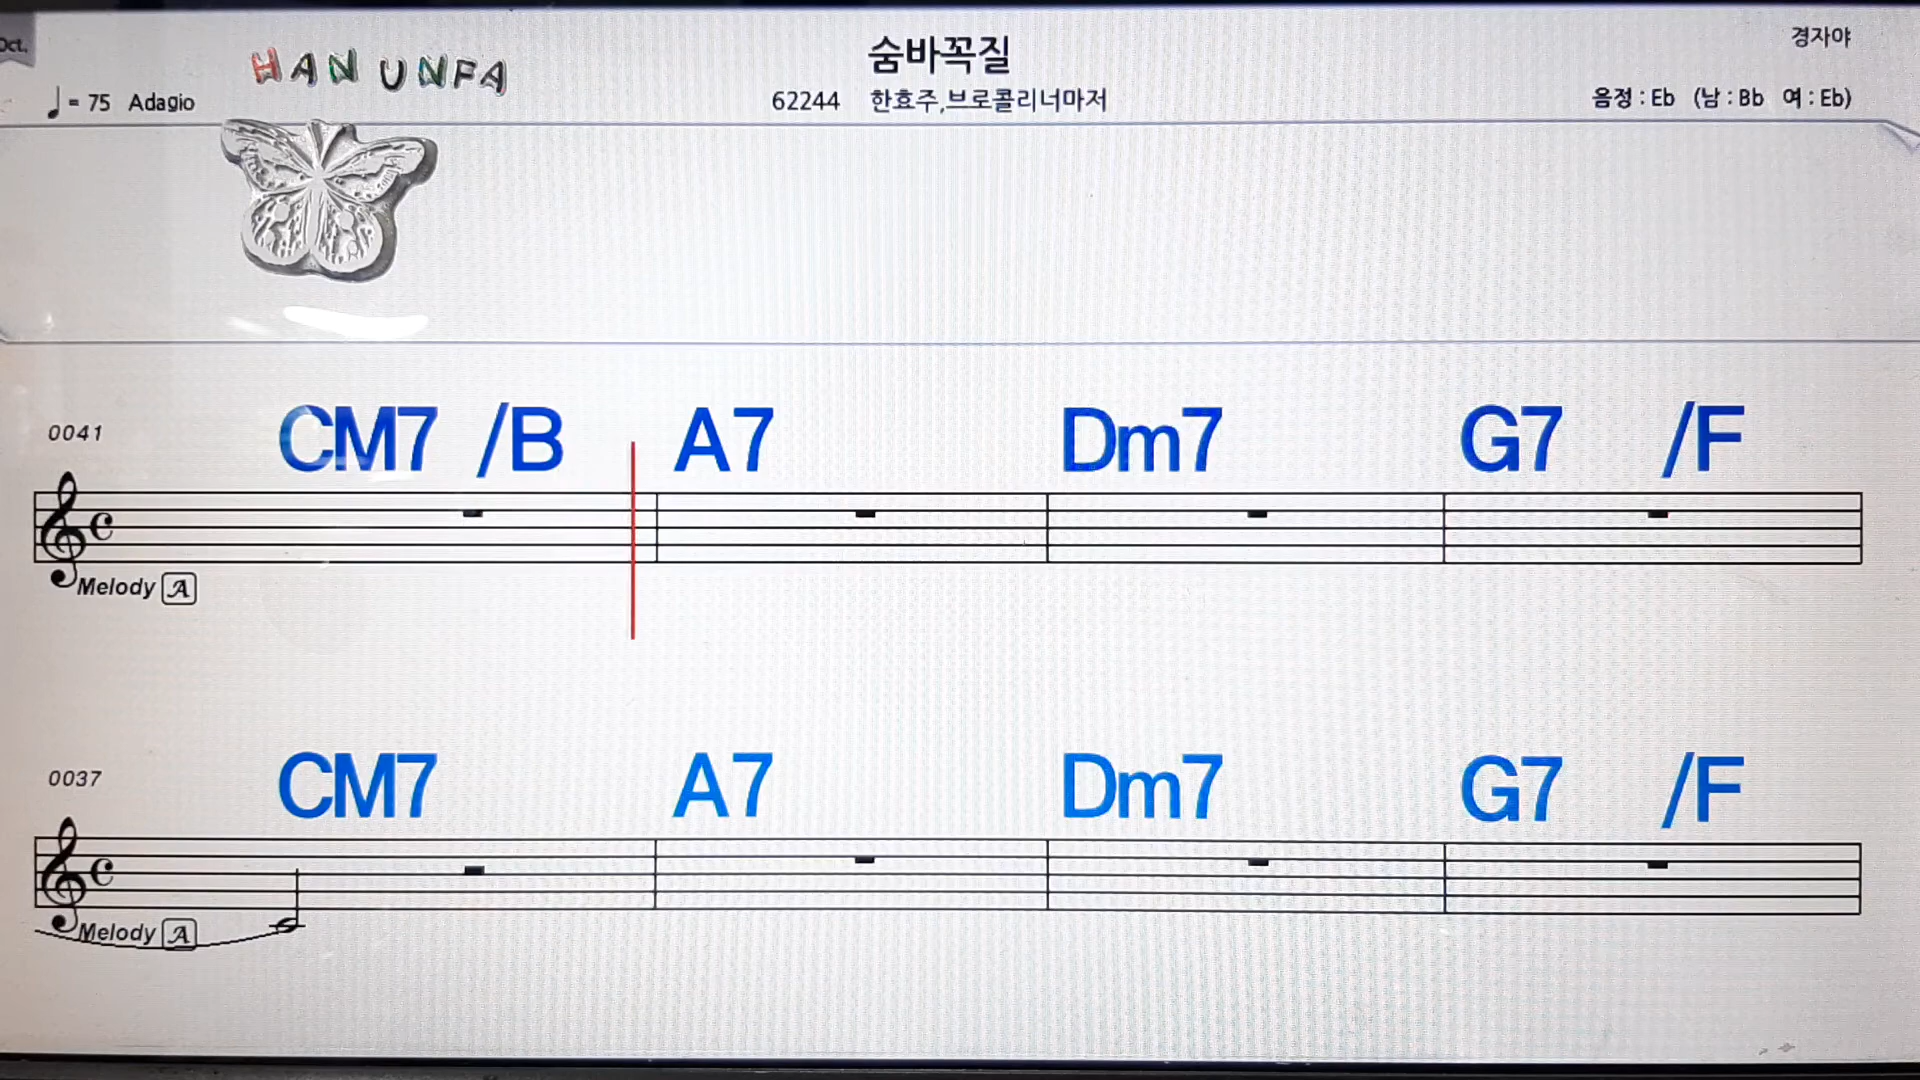 Oct.
HAN UNFA
숨바꼭질
경자야
♩ = 75 Adagio
62244 한효주,브로콜리너마저
음정 : Eb (남 : Bb 여 : Eb)
0041
CM7 /B A7 Dm7 G7 /F
Melody A
0037
CM7 A7 Dm7 G7 /F
Melody A